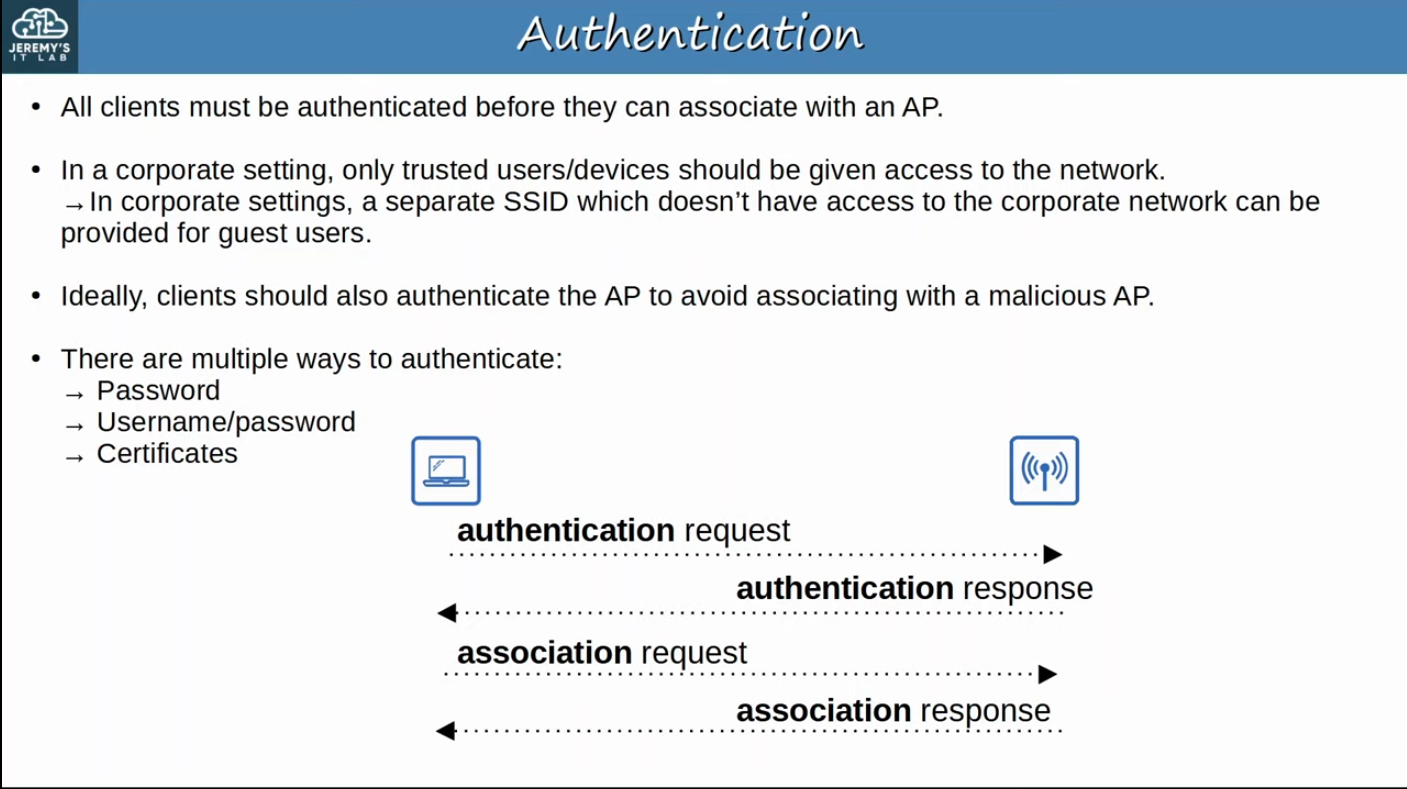 JEREMY'S
IT LAB
Authentication
• All clients must be authenticated before they can associate with an AP.
• In a corporate setting, only trusted users/devices should be given access to the network.
→In corporate settings, a separate SSID which doesn’t have access to the corporate network can be
provided for guest users.
• Ideally, clients should also authenticate the AP to avoid associating with a malicious AP.
• There are multiple ways to authenticate:
→ Password
→ Username/password
→ Certificates
authentication request
authentication response
association request
association response